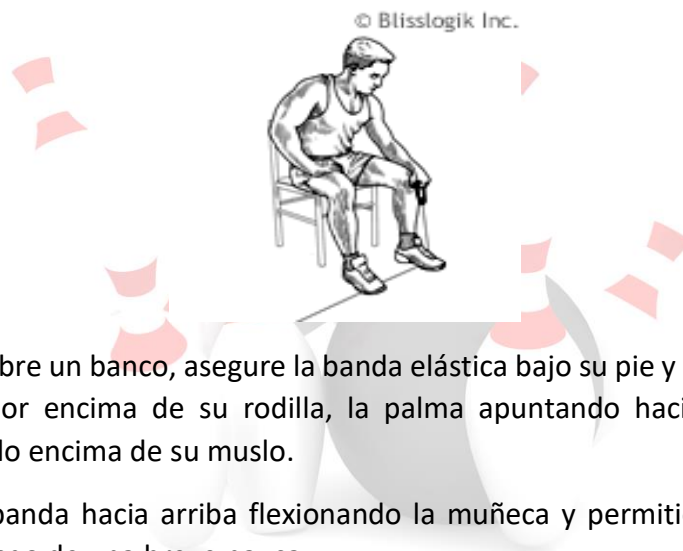 © Blisslogik Inc.
bre un banco, asegure la banda elástica bajo su pie y
or encima de su rodilla, la palma apuntando haci
lo encima de su muslo.
banda hacia arriba flexionando la muñeca y permiti